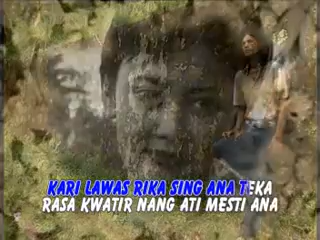 KARI LAWAS RIKA SING ANA TEKA
RASA KWATIR NANG ATI MESTI ANA